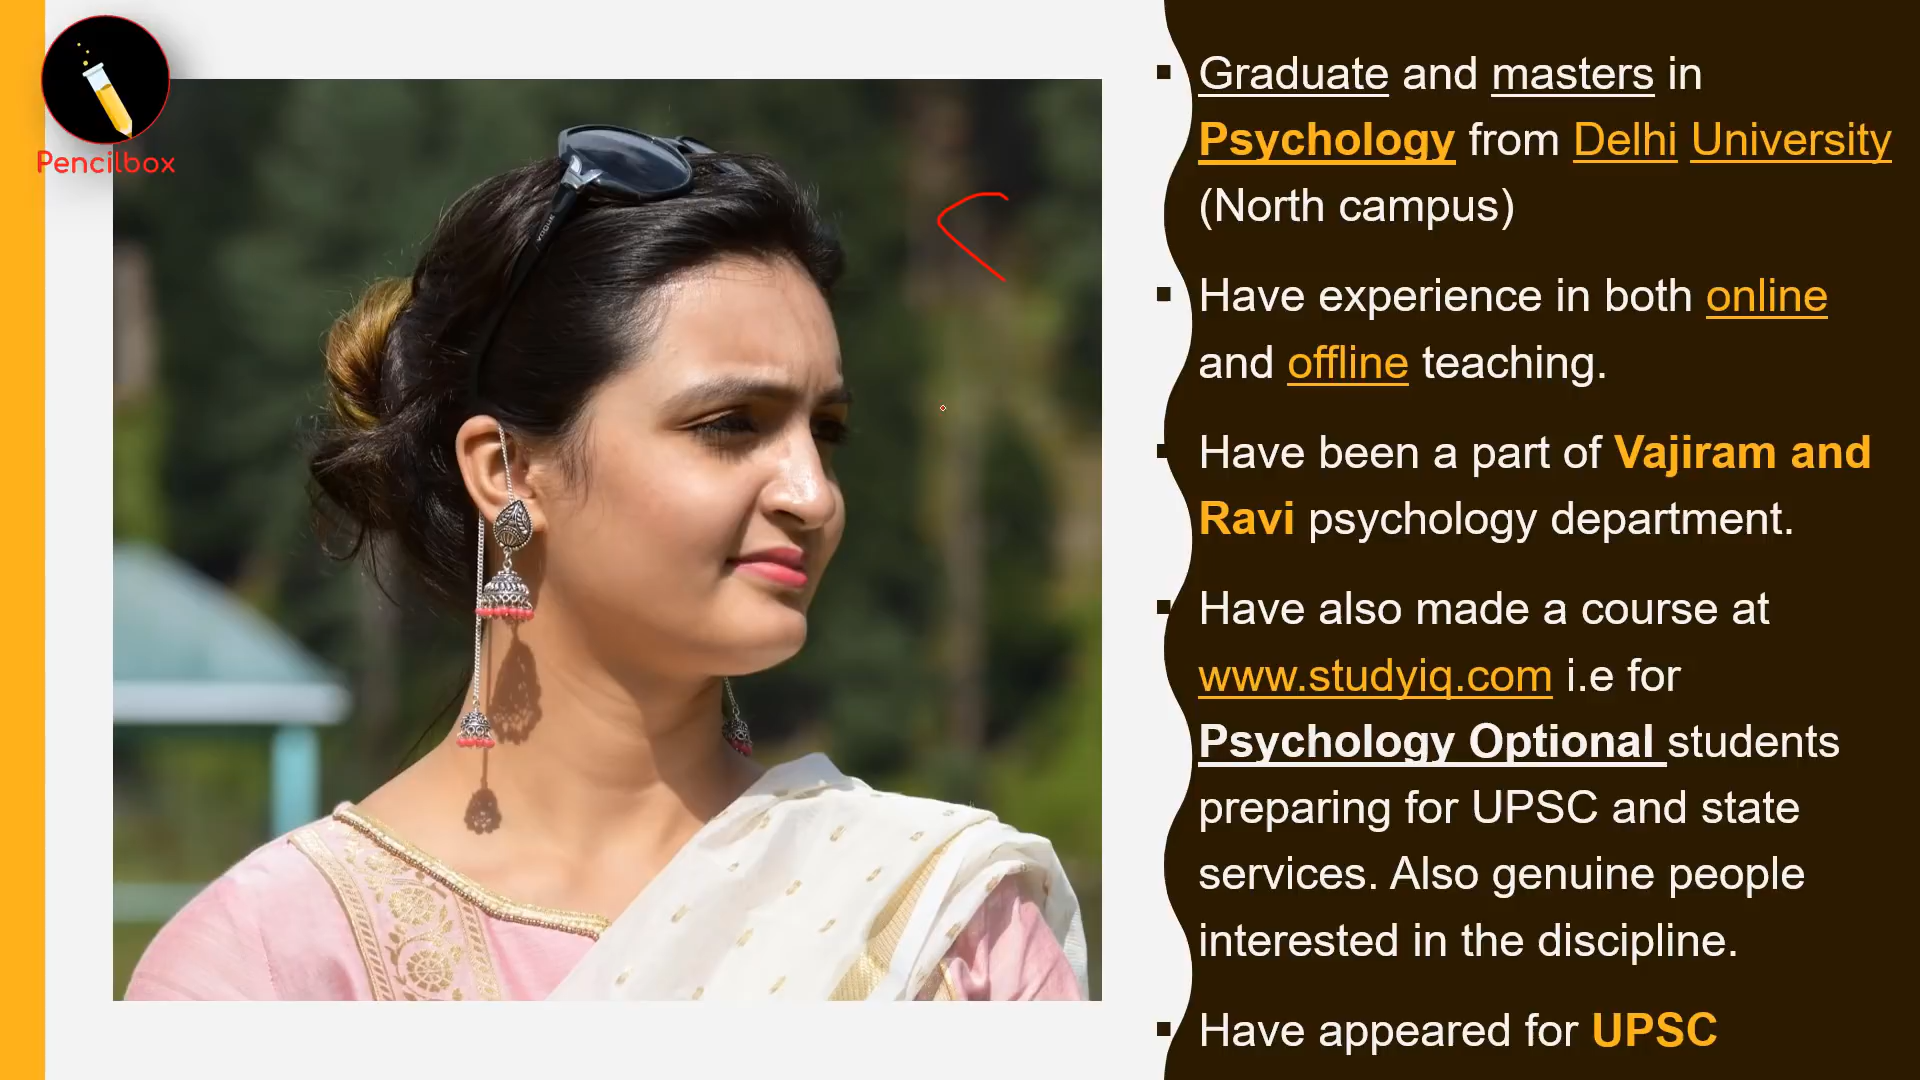 Pencilbox
Graduate and masters in
Psychology from Delhi University
(North campus)
Have experience in both online
and offline teaching.
Have been a part of Vajiram and
Ravi psychology department.
Have also made a course at
www.studyiq.com i.e for
Psychology Optional students
preparing for UPSC and state
services. Also genuine people
interested in the discipline.
Have appeared for UPSC